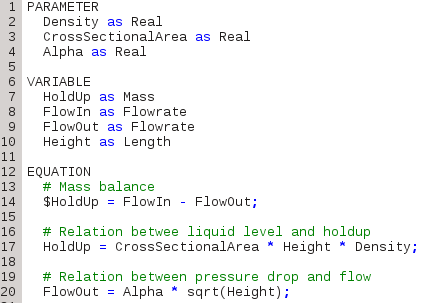 1 PARAMETER
2 Density as Real
3 CrossSectionalArea as Real
4 Alpha as Real
5
6 VARIABLE
7 HoldUp as Mass
8 FlowIn as Flowrate
9 FlowOut as Flowrate
10 Height as Length
11
12 EQUATION
13 # Mass balance
14 $HoldUp = FlowIn - FlowOut;
15
16 # Relation betwee liquid level and holdup
17 HoldUp = CrossSectionalArea * Height * Density;
18
19 # Relation between pressure drop and flow
20 FlowOut = Alpha * sqrt(Height);